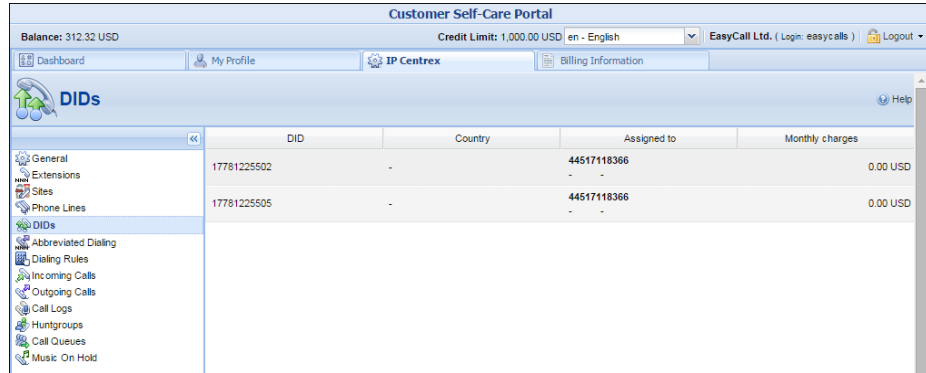 Customer Self-Care Portal
Balance: 312.32 USD Credit Limit: 1,000.00 USD en - English EasyCall Ltd. ( Login: easycalls ) Logout
Dashboard My Profile IP Centrex Billing Information
DIDs Help
« DID Country Assigned to Monthly charges
General
Extensions
Sites
Phone Lines
DIDs
Abbreviated Dialing
Dialing Rules
Incoming Calls
Outgoing Calls
Call Logs
Huntgroups
Call Queues
Music On Hold
17781225502 - 44517118366 0.00 USD
- -
17781225505 - 44517118366 0.00 USD
- -